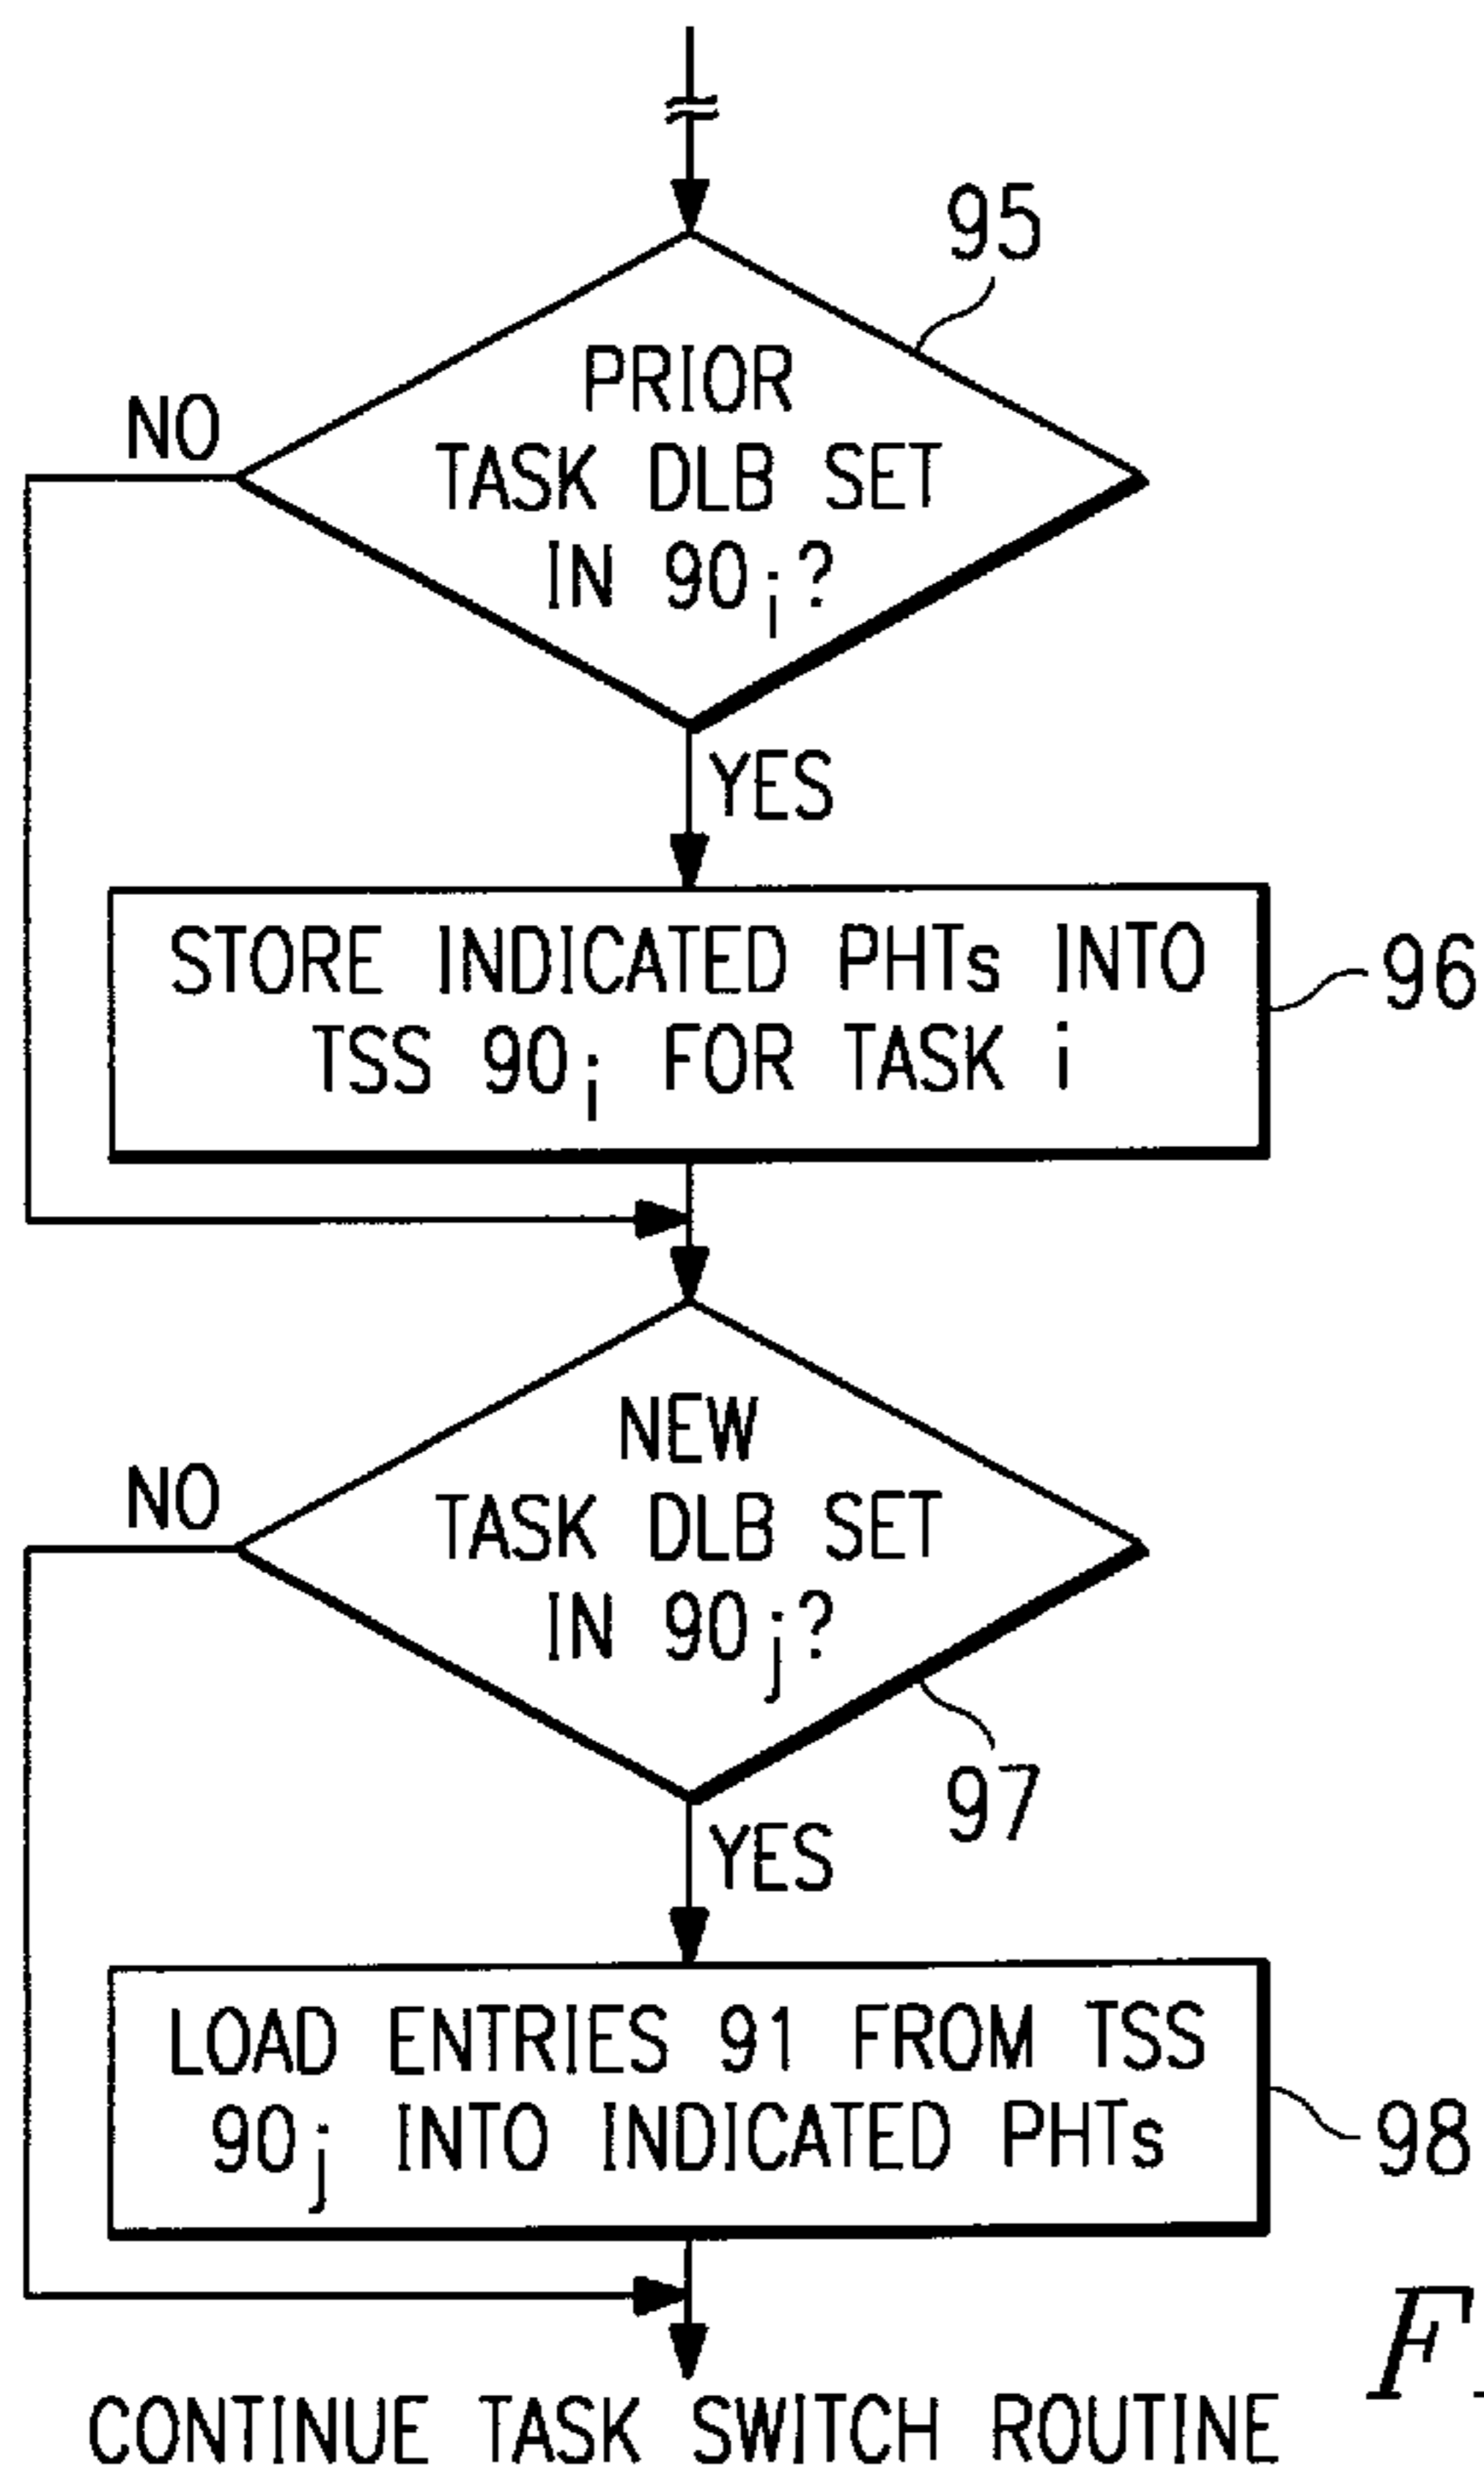 95
PRIOR
TASK DLB SET
IN 90i?
NO
YES
STORE INDICATED PHTs INTO
TSS 90i FOR TASK i
96
NEW
TASK DLB SET
IN 90j?
NO
97
YES
LOAD ENTRIES 91 FROM TSS
90j INTO INDICATED PHTs
98
CONTINUE TASK SWITCH ROUTINE